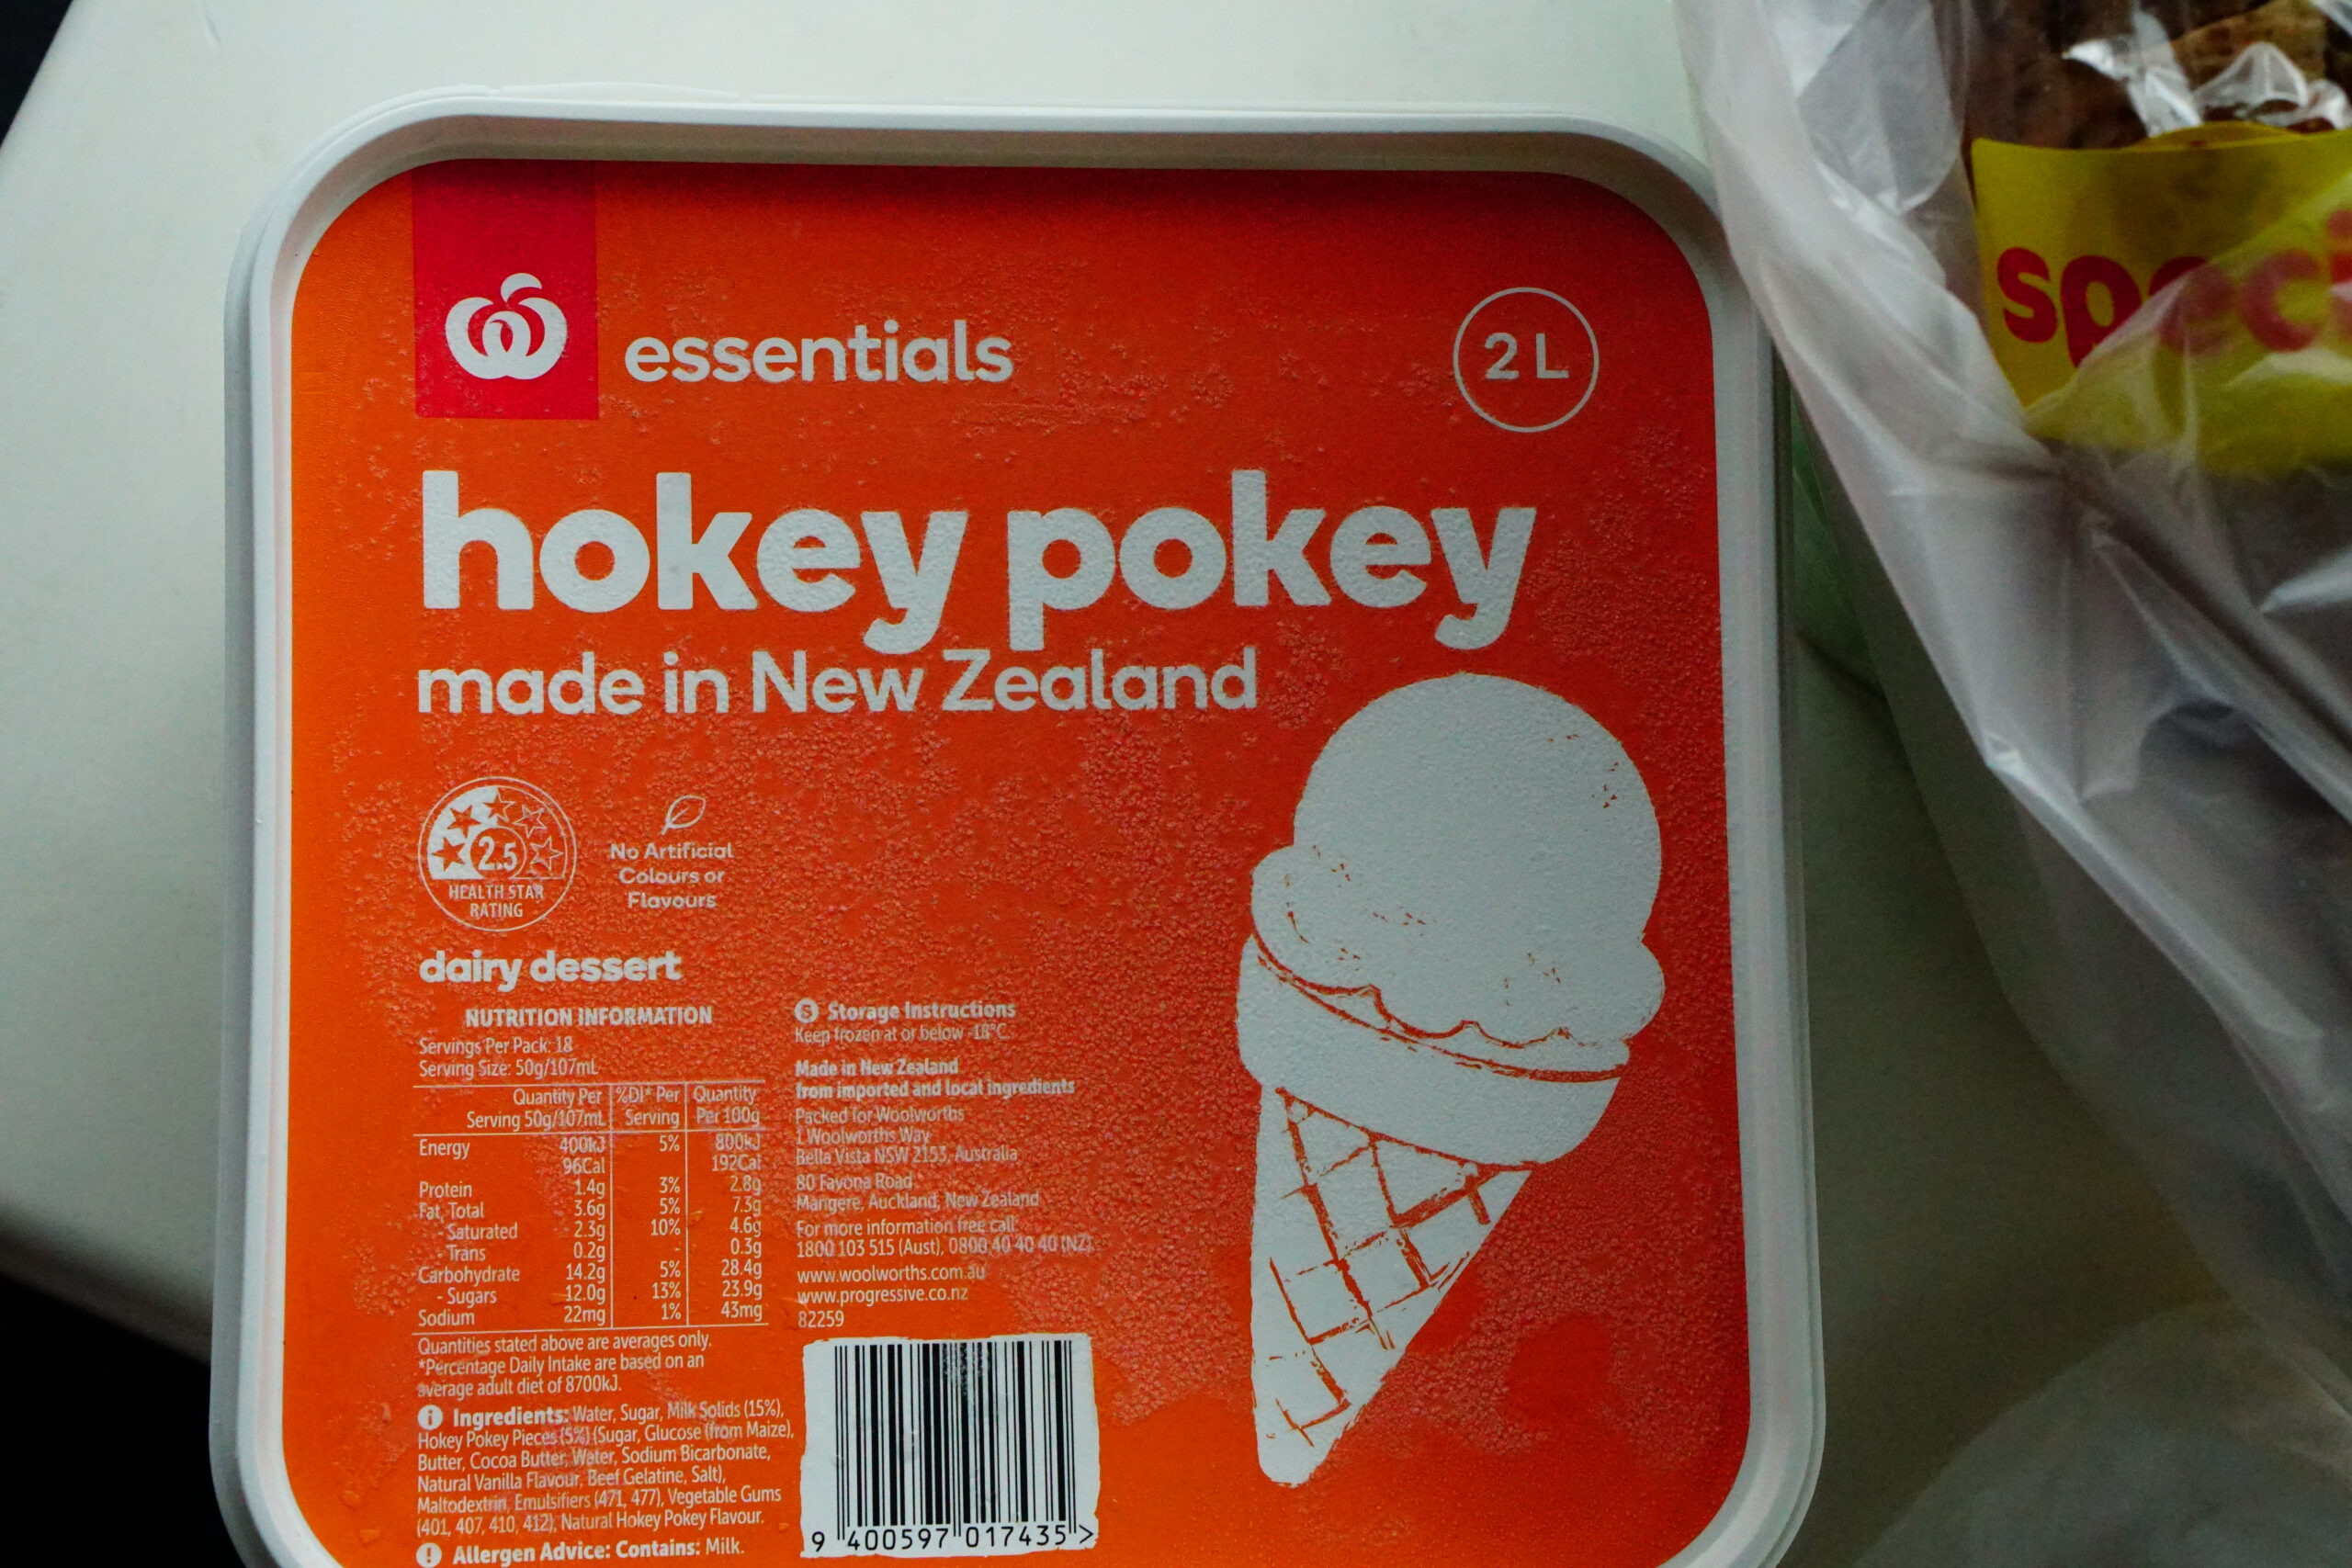 essentials
2 L
hokey pokey
made in New Zealand
2.5
HEALTH STAR
RATING
No Artificial
Colours or
Flavours
dairy dessert
NUTRITION INFORMATION
Servings Per Pack: 18
Serving Size: 50g/107mL
Quantity Per Serving 50g/107mL %DI* Per Serving Quantity Per 100g
Energy 400kJ 5% 800kJ
96Cal 192Cal
Protein 1.4g 3% 2.8g
Fat, Total 3.6g 5% 7.3g
- Saturated 2.3g 10% 4.6g
- Trans 0.2g - 0.3g
Carbohydrate 14.2g 5% 28.4g
- Sugars 12.0g 13% 23.9g
Sodium 22mg 1% 43mg
Quantities stated above are averages only.
*Percentage Daily Intake are based on an
average adult diet of 8700kJ.
Ingredients: Water, Sugar, Milk Solids (15%),
Hokey Pokey Pieces (5%) (Sugar, Glucose (from Maize),
Butter, Cocoa Butter, Water, Sodium Bicarbonate,
Natural Vanilla Flavour, Beef Gelatine, Salt),
Maltodextrin, Emulsifiers (471, 477), Vegetable Gums
(401, 407, 410, 412), Natural Hokey Pokey Flavour.
Allergen Advice: Contains: Milk.
S Storage Instructions
Keep frozen at or below -18°C
Made in New Zealand
from imported and local ingredients
Packed for Woolworths
1 Woolworths Way
Bella Vista NSW 2153, Australia
80 Favona Road
Mangere, Auckland, New Zealand
For more information free call:
1800 103 515 (Aust), 0800 40 40 40 (NZ)
www.woolworths.com.au
www.progressive.co.nz
82259
9 400597 017435 >
speci